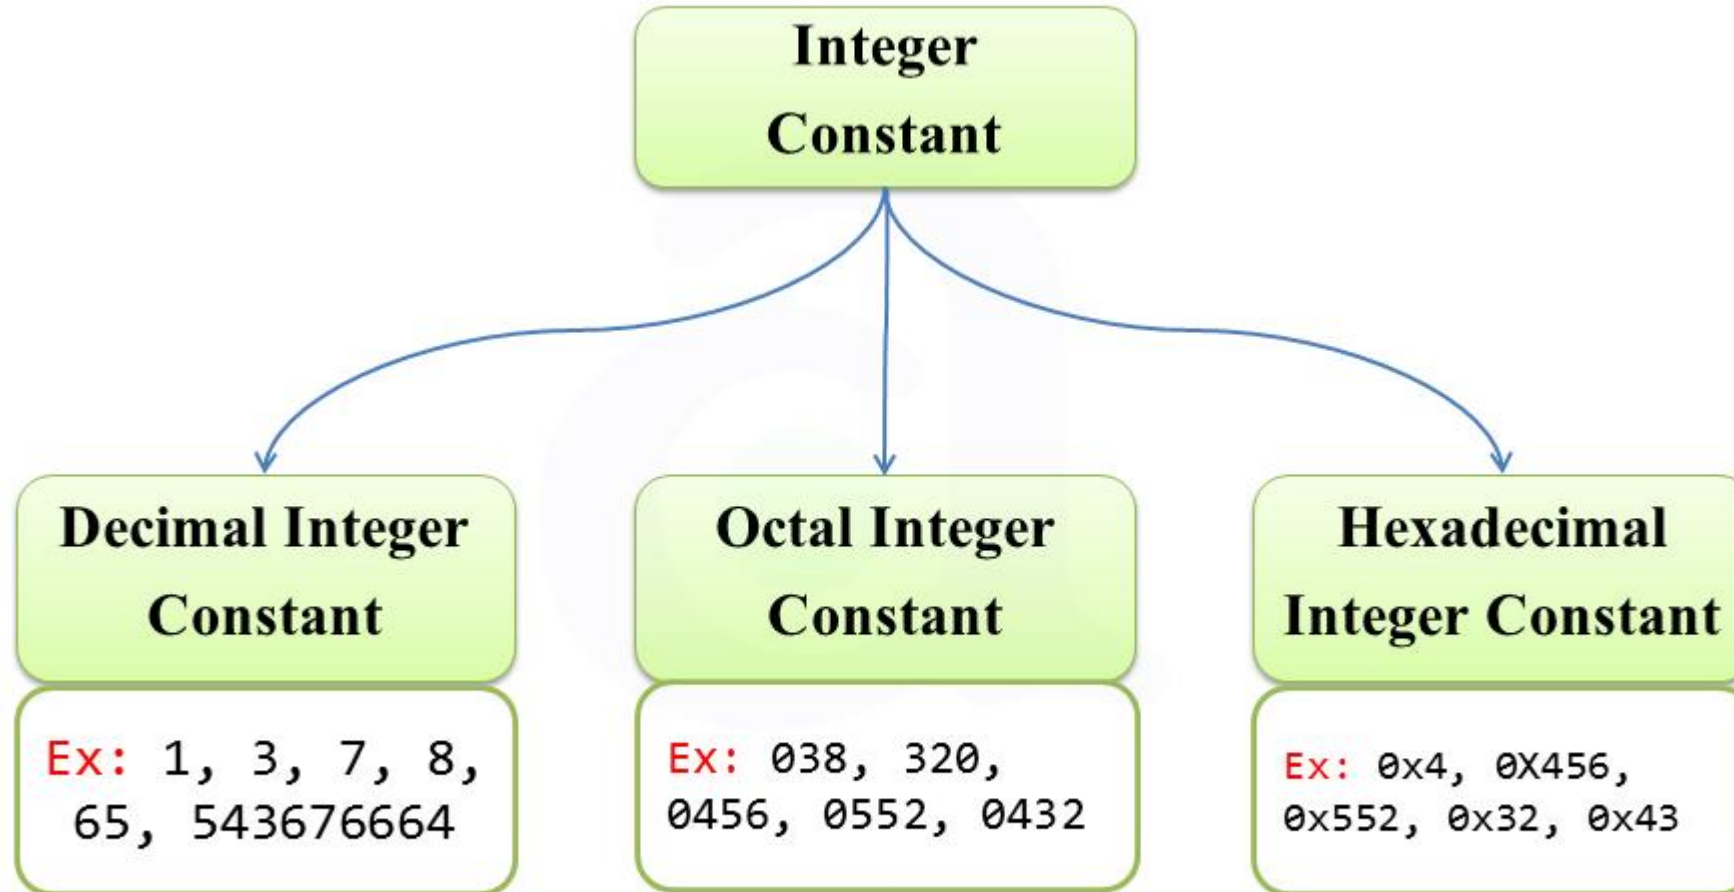 Integer
Constant
Decimal Integer
Constant
Ex: 1, 3, 7, 8,
65, 543676664
Octal Integer
Constant
Ex: 038, 320,
0456, 0552, 0432
Hexadecimal
Integer Constant
Ex: 0x4, 0X456,
0x552, 0x32, 0x43